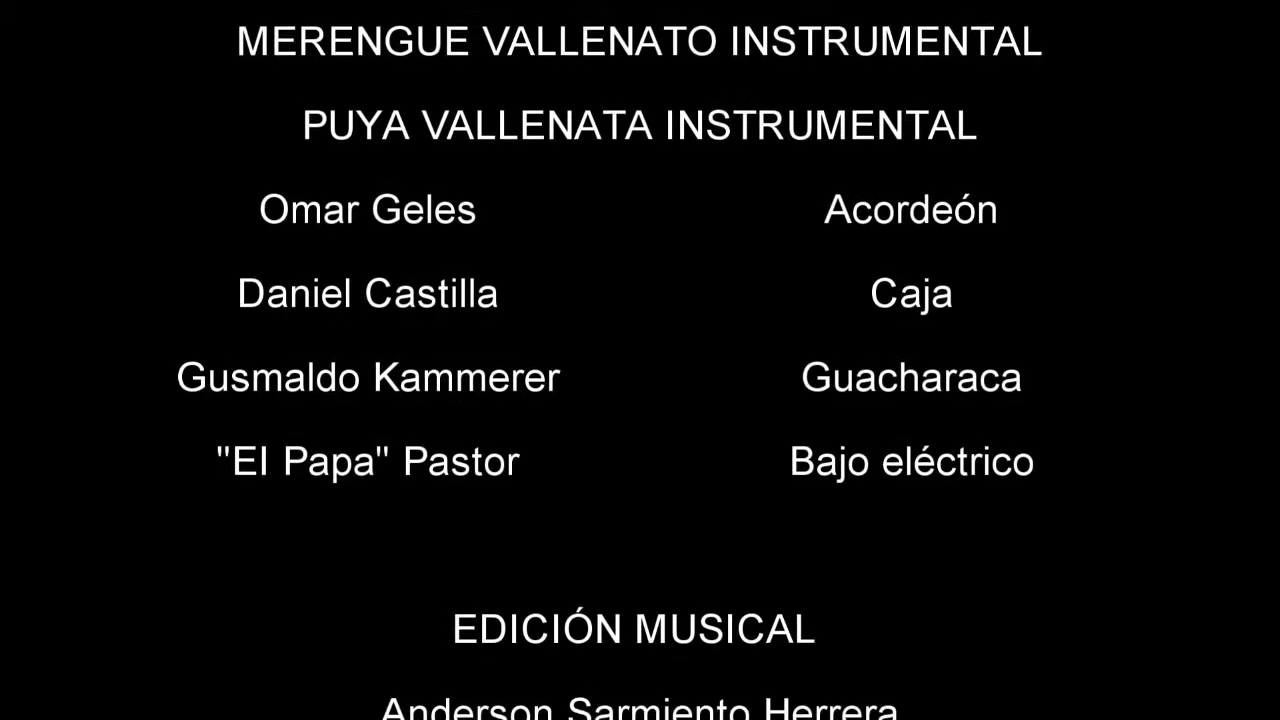 MERENGUE VALLENATO INSTRUMENTAL
PUYA VALLENATA INSTRUMENTAL
Omar Geles Acordeón
Daniel Castilla Caja
Gusmaldo Kammerer Guacharaca
"El Papa" Pastor Bajo eléctrico
EDICIÓN MUSICAL
Anderson Sarmiento Herrera